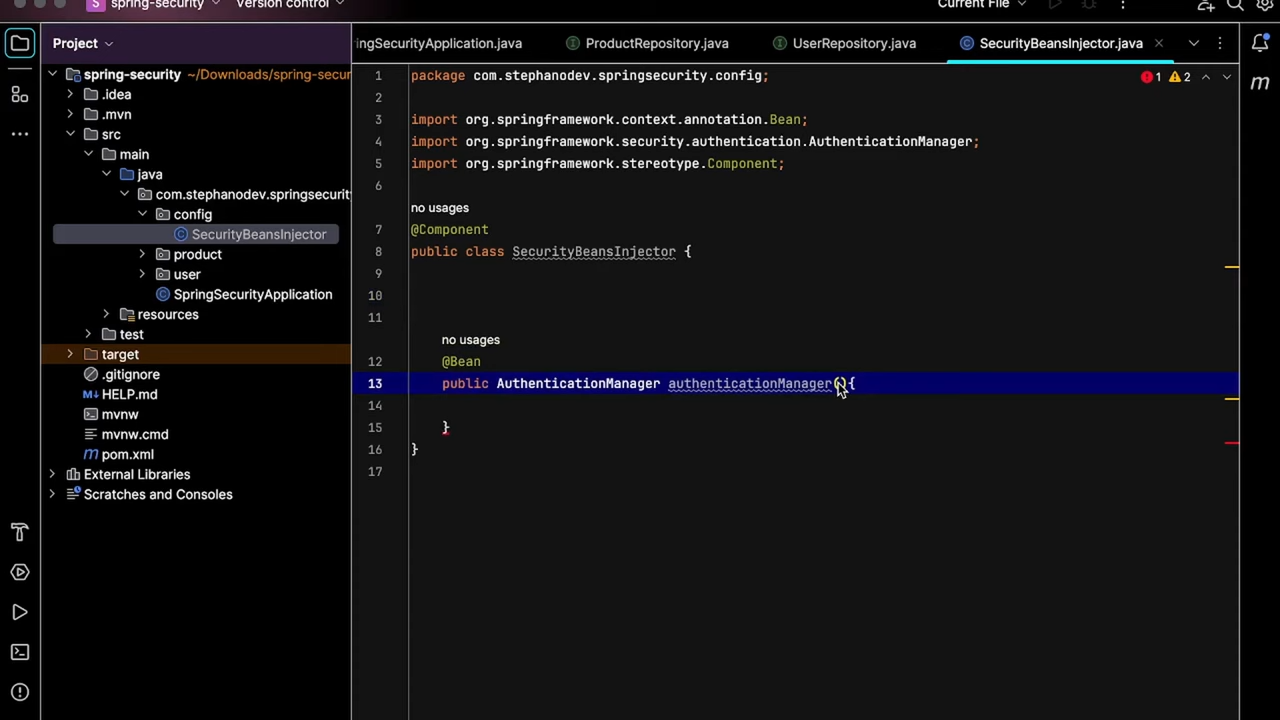 spring-security
Version control
Current File
Project
ingSecurityApplication.java
ProductRepository.java
UserRepository.java
SecurityBeansInjector.java
spring-security ~/Downloads/spring-secur
.idea
.mvn
src
main
java
com.stephanodev.springsecurity
config
SecurityBeansInjector
product
user
SpringSecurityApplication
resources
test
target
.gitignore
HELP.md
mvnw
mvnw.cmd
pom.xml
External Libraries
Scratches and Consoles
1 package com.stephanodev.springsecurity.config;
1 2
2
3 import org.springframework.context.annotation.Bean;
4 import org.springframework.security.authentication.AuthenticationManager;
5 import org.springframework.stereotype.Component;
6
no usages
7 @Component
8 public class SecurityBeansInjector {
9
10
11
no usages
12 @Bean
13 public AuthenticationManager authenticationManager(){
14
15 }
16 }
17
m